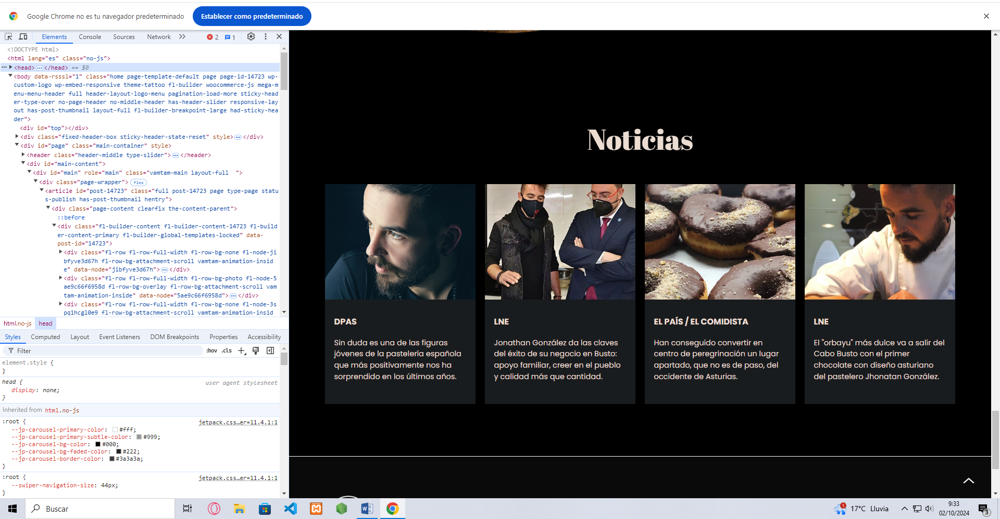 Google Chrome no es tu navegador predeterminado
Establecer como predeterminado
Elements
Console
Sources
Network
2
1
<!DOCTYPE html>
<html lang="es" class="no-js">
<head> </head> == $0
<body data-rsssl="1" class="home page-template-default page page-id-14723 wp-
custom-logo wp-embed-responsive theme-tattoo fl-builder woocommerce-js mega-m
enu-menu-header full header-layout-logo-menu pagination-load-more sticky-head
er-type-over no-page-header no-middle-header has-header-slider responsive-lay
out has-post-thumbnail layout-full fl-builder-breakpoint-large had-sticky-hea
der">
<div id="top"></div>
<div class="fixed-header-box sticky-header-state-reset" style> </div>
<div id="page" class="main-container" style>
<header class="header-middle type-slider"> </header>
<div id="main-content">
<div id="main" role="main" class="vamtam-main layout-full  ">
<div class="page-wrapper"> flex
<article id="post-14723" class="full post-14723 page type-page statu
s-publish has-post-thumbnail hentry">
<div class="page-content clearfix the-content-parent">
::before
<div class="fl-builder-content fl-builder-content-14723 fl-build
er-content-primary fl-builder-global-templates-locked" data-
post-id="14723">
<div class="fl-row fl-row-full-width fl-row-bg-none fl-node-ji
bfyve3d67h fl-row-bg-attachment-scroll vamtam-animation-insid
e" data-node="jibfyve3d67h"> </div>
<div class="fl-row fl-row-full-width fl-row-bg-photo fl-node-5
ae9c66f6958d fl-row-bg-overlay fl-row-bg-attachment-scroll vam
tam-animation-inside" data-node="5ae9c66f6958d"> </div>
<div class="fl-row fl-row-full-width fl-row-bg-none fl-node-3s
pq1hcgl0e9 fl-row-bg-attachment-scroll vamtam-animation-insid
html.no-js head
Styles
Computed
Layout
Event Listeners
DOM Breakpoints
Properties
Accessibility
Filter
:hov .cls
element.style {
}
head { user agent stylesheet
display: none;
}
Inherited from html.no-js
:root { jetpack.css…er=11.4.1:1
--jp-carousel-primary-color: #fff;
--jp-carousel-primary-subtle-color: #999;
--jp-carousel-bg-color: #000;
--jp-carousel-bg-faded-color: #222;
--jp-carousel-border-color: #3a3a3a;
}
:root { jetpack.css…er=11.4.1:1
--swiper-navigation-size: 44px;
}
Noticias
DPAS
Sin duda es una de las figuras
jóvenes de la pastelería española
que más positivamente nos ha
sorprendido en los últimos años.
LNE
Jonathan González da las claves
del éxito de su negocio en Busto:
apoyo familiar, creer en el pueblo
y calidad más que cantidad.
EL PAÍS / EL COMIDISTA
Han conseguido convertir en
centro de peregrinación un lugar
apartado, que no es de paso, del
occidente de Asturias.
LNE
El "orbayu" más dulce va a salir del
Cabo Busto con el primer
chocolate con diseño asturiano
del pastelero Jhonatan González.
Buscar
1
17°C Lluvia
9:33
02/10/2024
3